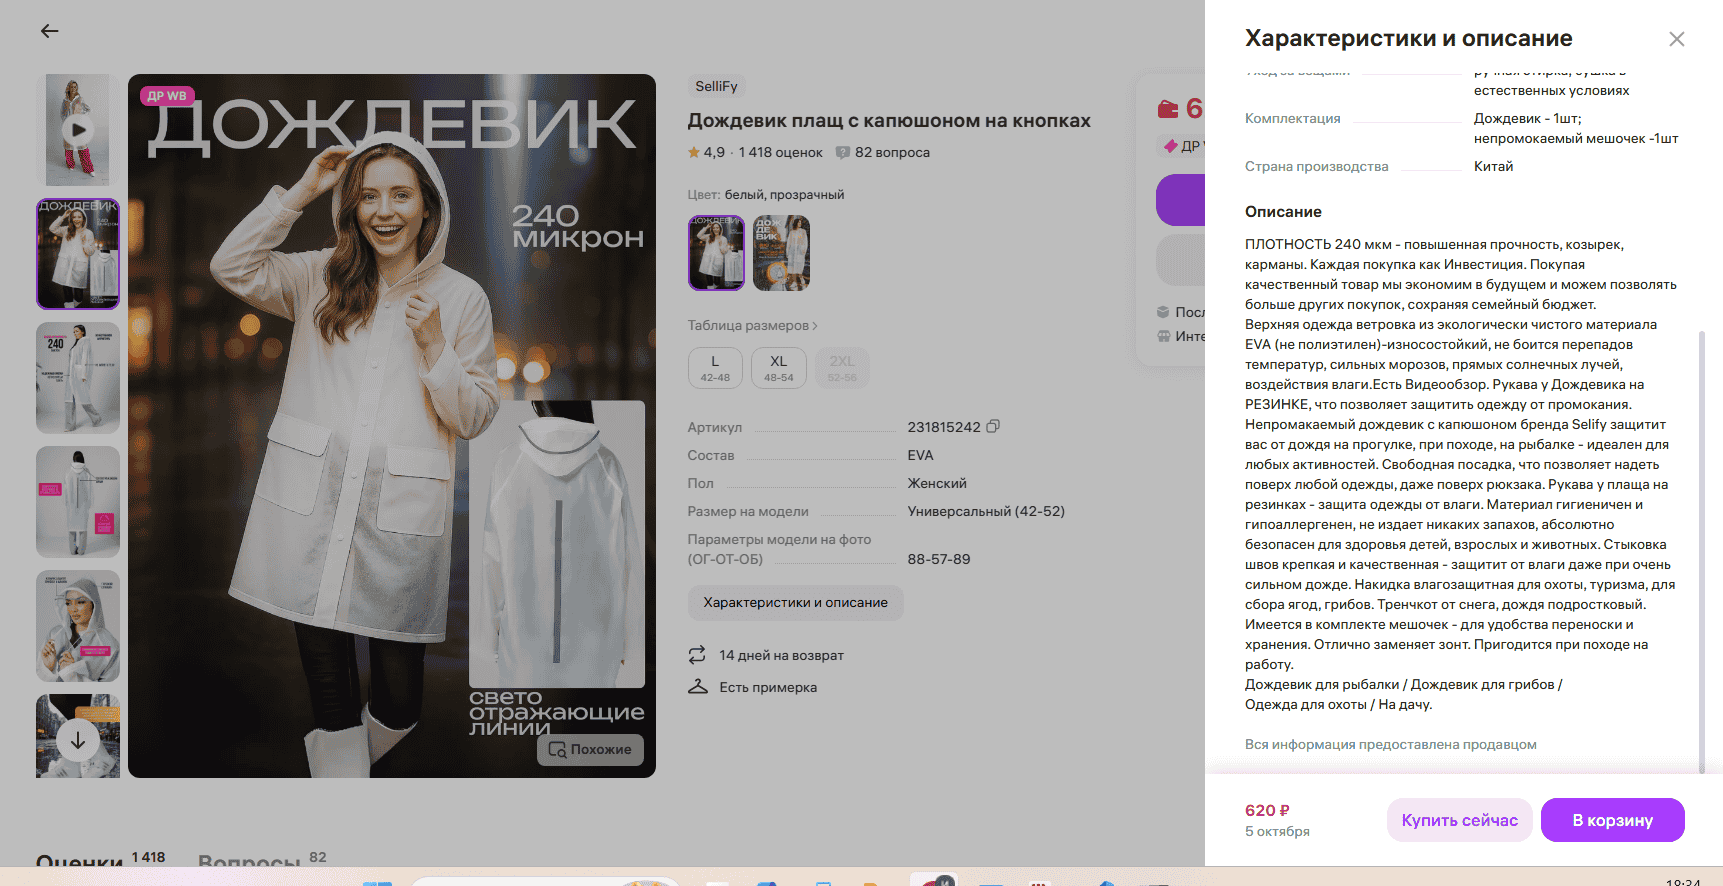 ДР WB
ДОЖДЕВИК
240
микрон
свето
отражающие
линии
Похожие
SelliFy
Дождевик плащ с капюшоном на кнопках
4,9 · 1 418 оценок
82 вопроса
Цвет: белый, прозрачный
Таблица размеров
L
42-48
XL
48-54
2XL
52-56
Артикул 231815242
Состав EVA
Пол Женский
Размер на модели Универсальный (42-52)
Параметры модели на фото
(ОГ-ОТ-ОБ) 88-57-89
Характеристики и описание
14 дней на возврат
Есть примерка
Оценки 1 418
Вопросы 82
6
ДР
Посл
Инте
Характеристики и описание
Уход за вещами ручная стирка; сушка в
естественных условиях
Комплектация Дождевик - 1шт;
непромокаемый мешочек -1шт
Страна производства Китай
Описание
ПЛОТНОСТЬ 240 мкм - повышенная прочность, козырек,
карманы. Каждая покупка как Инвестиция. Покупая
качественный товар мы экономим в будущем и можем позволять
больше других покупок, сохраняя семейный бюджет.
Верхняя одежда ветровка из экологически чистого материала
EVA (не полиэтилен)-износостойкий, не боится перепадов
температур, сильных морозов, прямых солнечных лучей,
воздействия влаги.Есть Видеообзор. Рукава у Дождевика на
РЕЗИНКЕ, что позволяет защитить одежду от промокания.
Непромакаемый дождевик с капюшоном бренда Selify защитит
вас от дождя на прогулке, при походе, на рыбалке - идеален для
любых активностей. Свободная посадка, что позволяет надеть
поверх любой одежды, даже поверх рюкзака. Рукава у плаща на
резинках - защита одежды от влаги. Материал гигиеничен и
гипоаллергенен, не издает никаких запахов, абсолютно
безопасен для здоровья детей, взрослых и животных. Стыковка
швов крепкая и качественная - защитит от влаги даже при очень
сильном дожде. Накидка влагозащитная для охоты, туризма, для
сбора ягод, грибов. Тренчкот от снега, дождя подростковый.
Имеется в комплекте мешочек - для удобства переноски и
хранения. Отлично заменяет зонт. Пригодится при походе на
работу.
Дождевик для рыбалки / Дождевик для грибов /
Одежда для охоты / На дачу.
Вся информация предоставлена продавцом
620 ₽
5 октября
Купить сейчас
В корзину